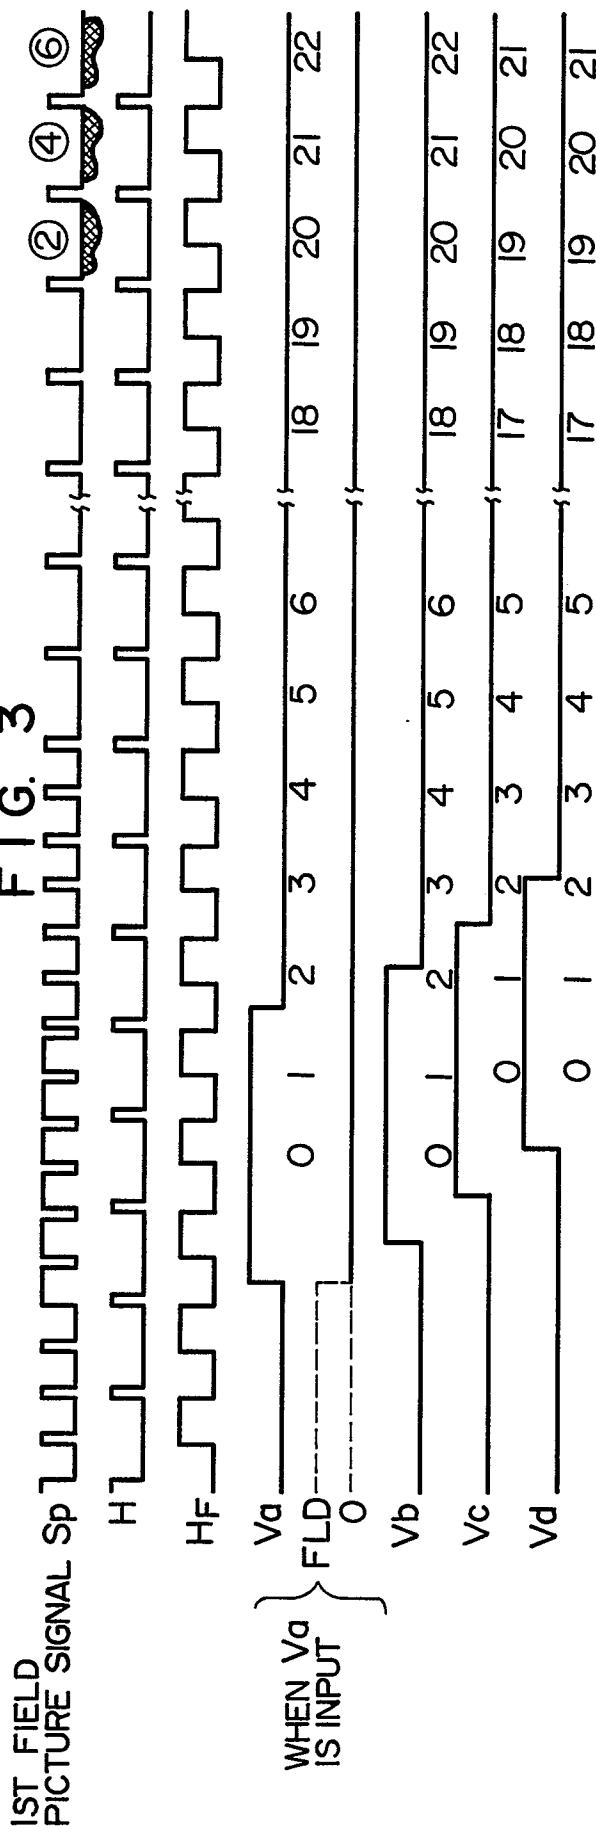 FIG. 3
1ST FIELD
PICTURE SIGNAL Sp ② ④ ⑥
H
HF
Va 0 1 2 3 4 5 6 18 19 20 21 22
FLD
0
WHEN Va
IS INPUT
Vb 0 1 2 3 4 5 6 18 19 20 21 22
Vc 0 1 2 3 4 5 17 18 19 20 21
Vd 0 1 2 3 4 5 17 18 19 20 21